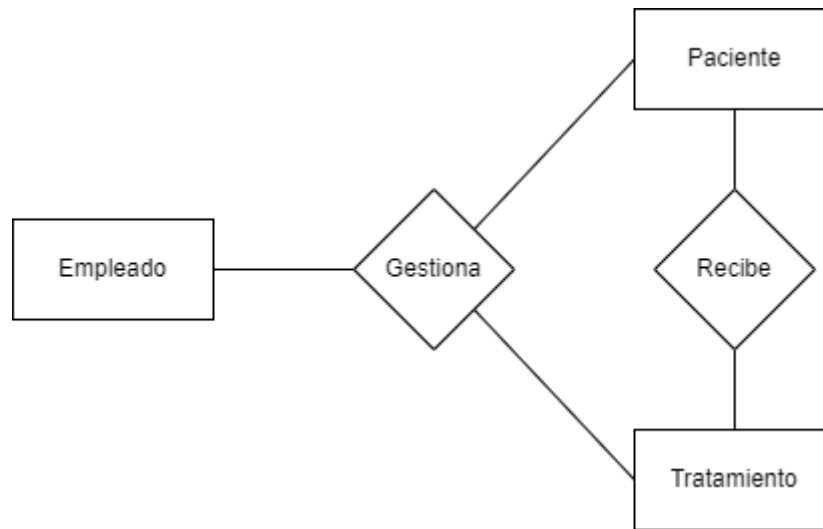 Paciente
Empleado
Gestiona
Recibe
Tratamiento